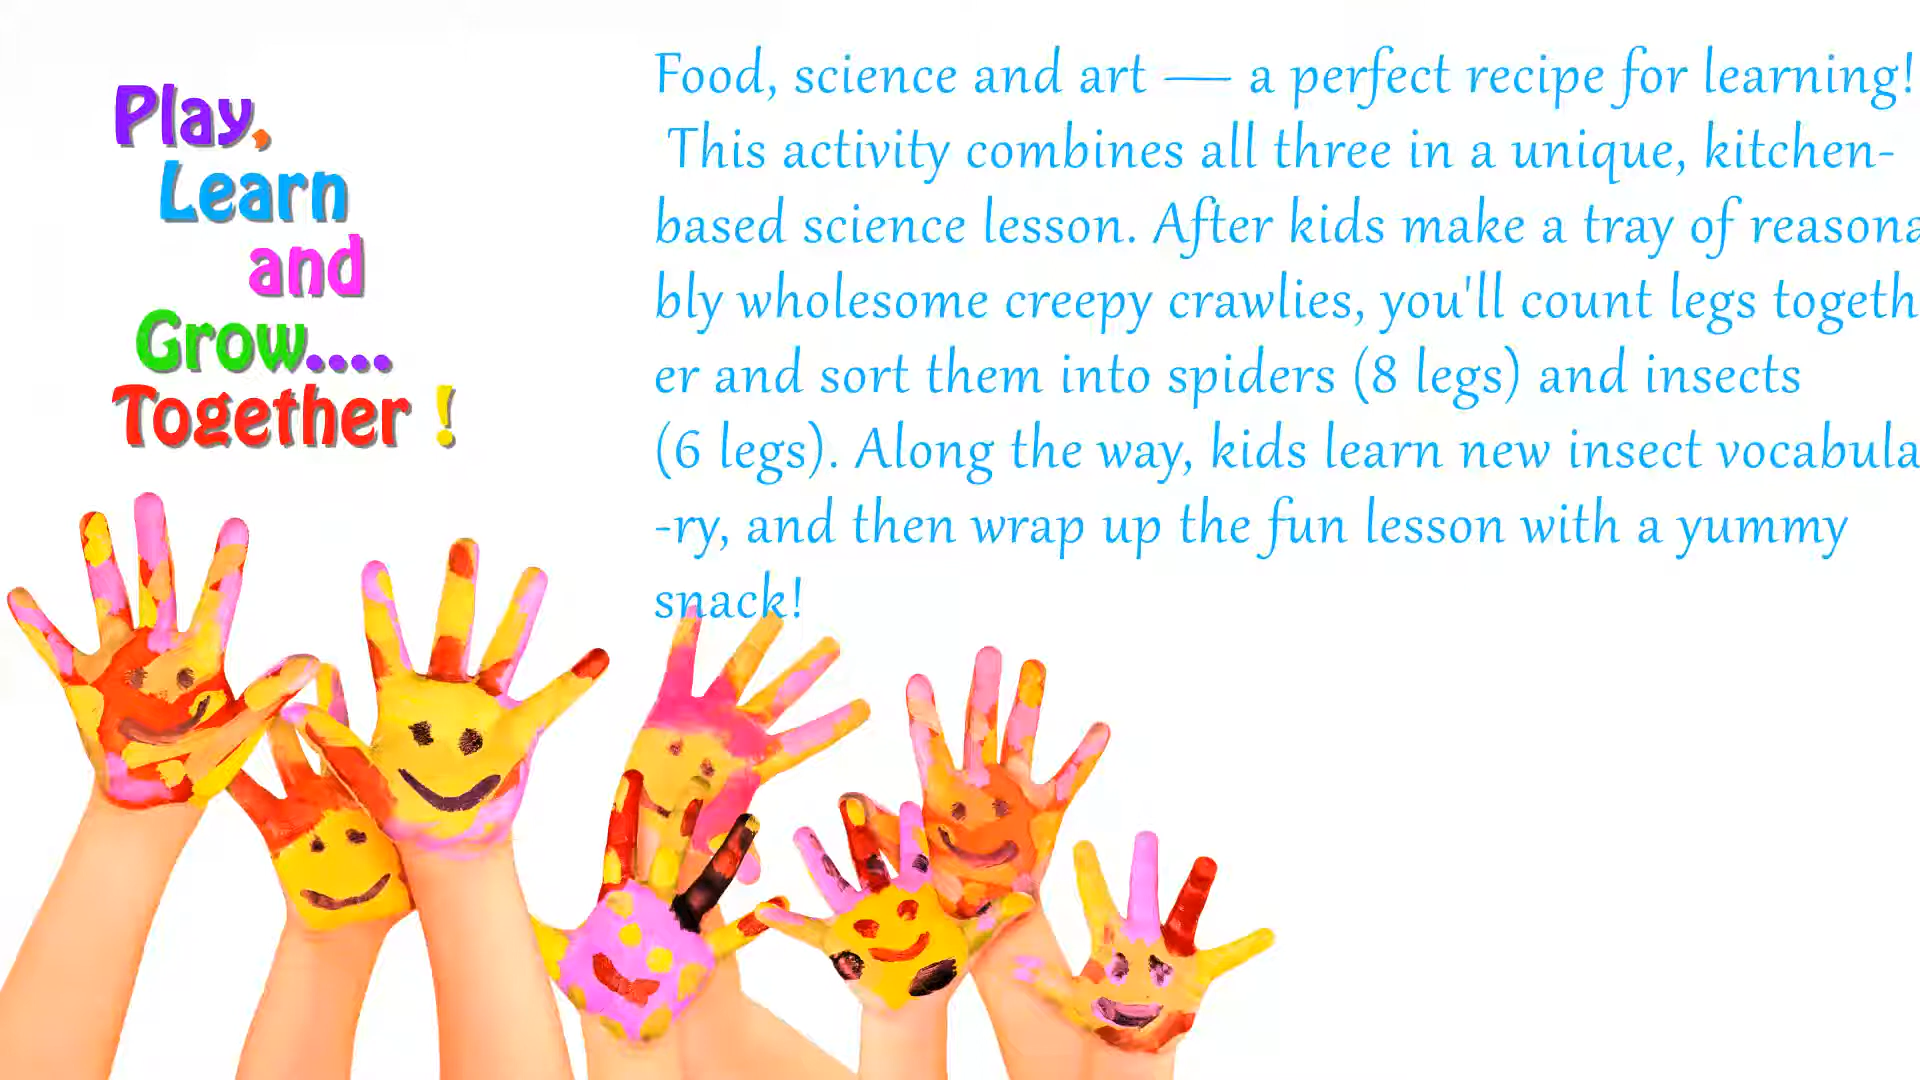 Play,
Learn
and
Grow....
Together !
Food, science and art — a perfect recipe for learning!
This activity combines all three in a unique, kitchen-
based science lesson. After kids make a tray of reasona
bly wholesome creepy crawlies, you'll count legs togeth
er and sort them into spiders (8 legs) and insects
(6 legs). Along the way, kids learn new insect vocabula
-ry, and then wrap up the fun lesson with a yummy
snack!